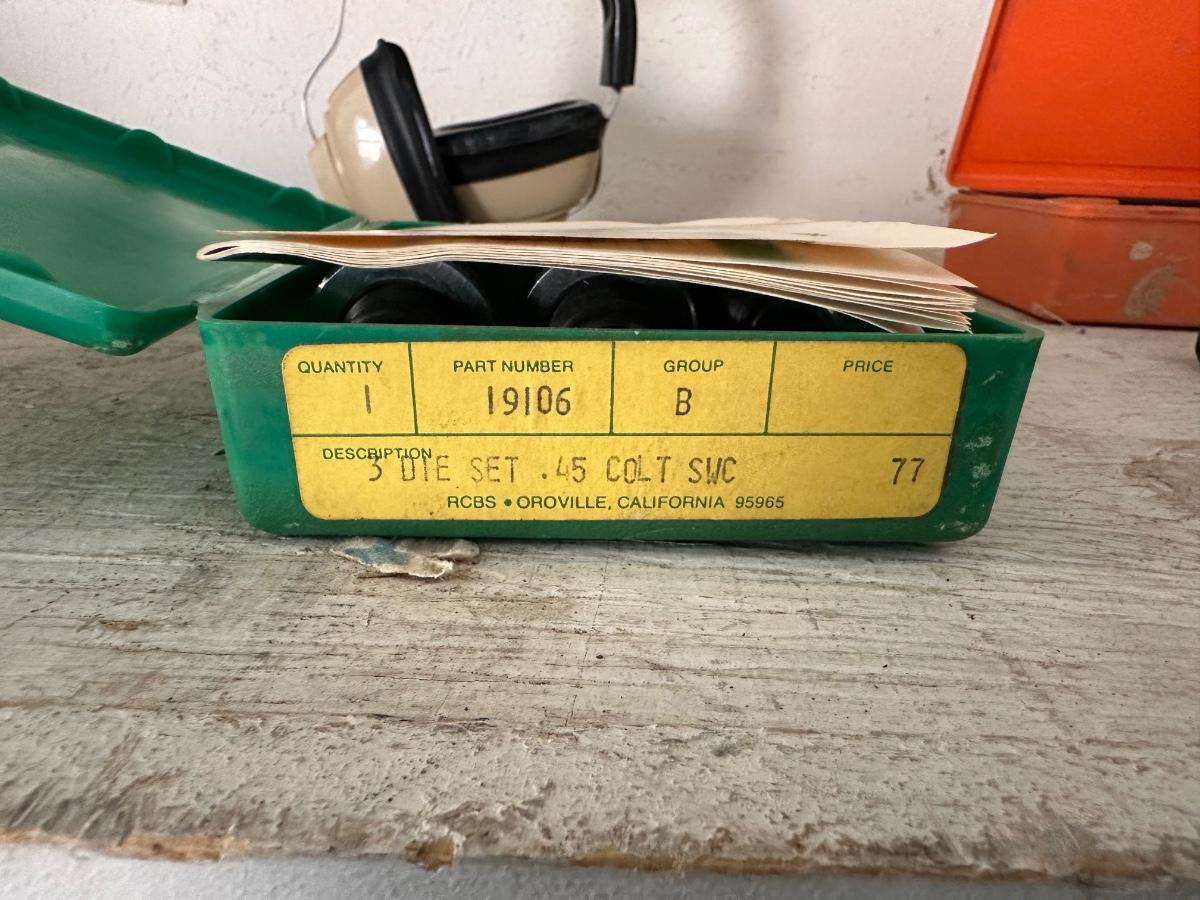 QUANTITY PART NUMBER GROUP PRICE
1 19106 B
DESCRIPTION
3 DIE SET .45 COLT SWC 77
RCBS • OROVILLE, CALIFORNIA 95965